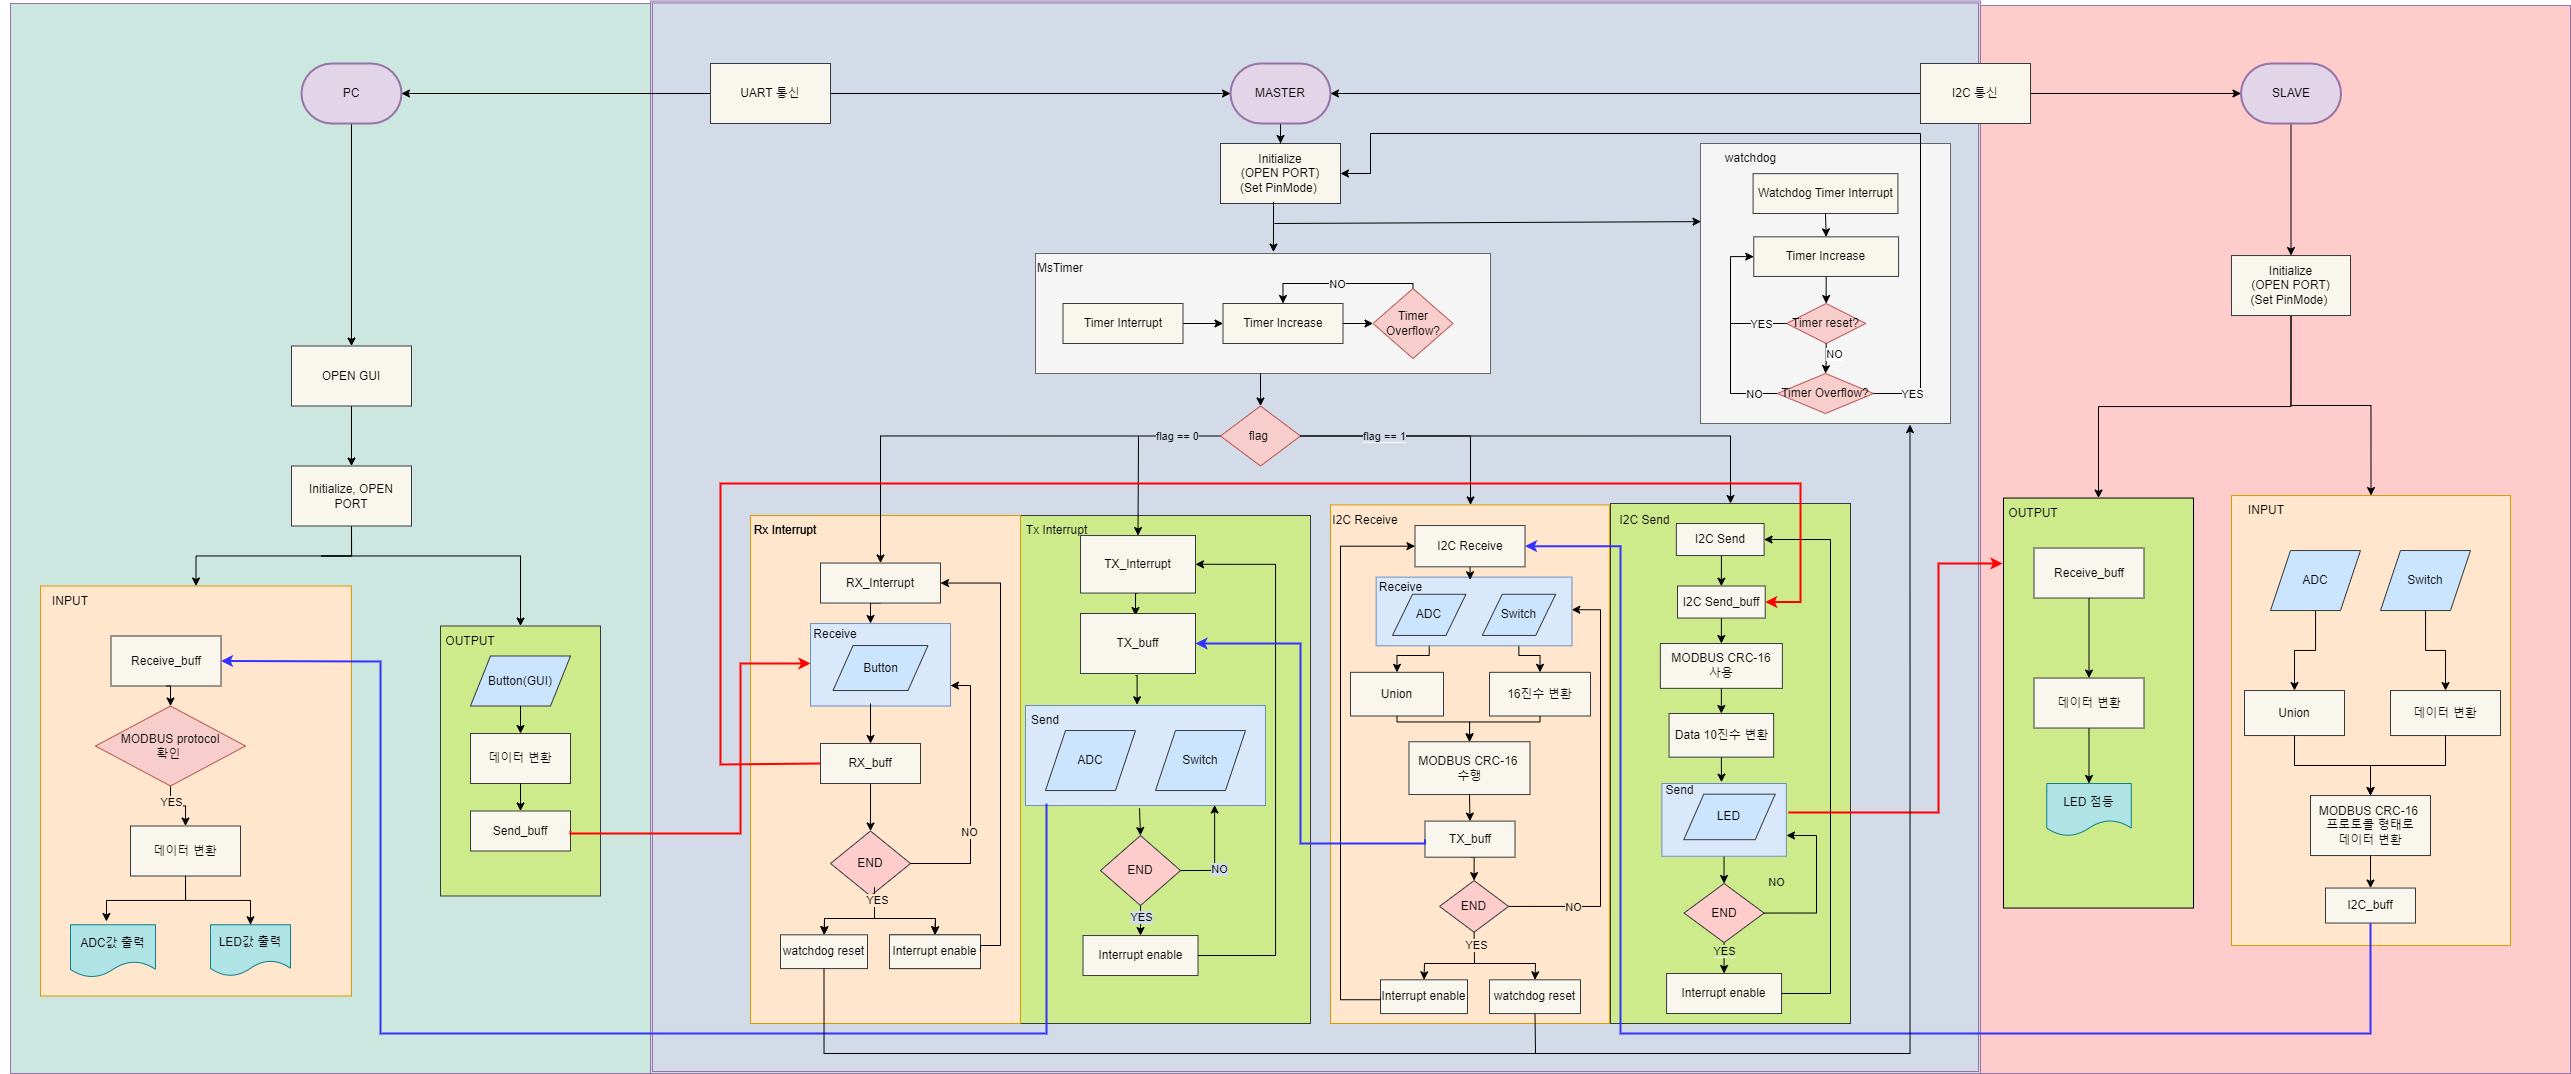 PC
UART 통신
MASTER
I2C 통신
SLAVE
Initialize
(OPEN PORT)
(Set PinMode)
watchdog
Watchdog Timer Interrupt
Timer Increase
Timer reset?
YES
NO
Timer Overflow?
NO
YES
MsTimer
Timer Interrupt
Timer Increase
NO
Timer
Overflow?
flag == 0
flag
flag == 1
OPEN GUI
Initialize, OPEN
PORT
INPUT
Receive_buff
MODBUS protocol
확인
YES
데이터 변환
ADC값 출력
LED값 출력
OUTPUT
Button(GUI)
데이터 변환
Send_buff
Rx Interrupt
RX_Interrupt
Receive
Button
RX_buff
END
NO
YES
watchdog reset
Interrupt enable
Tx Interrupt
TX_Interrupt
TX_buff
Send
ADC
Switch
END
NO
YES
Interrupt enable
I2C Receive
I2C Receive
Receive
ADC
Switch
Union
16진수 변환
MODBUS CRC-16
수행
TX_buff
END
NO
YES
Interrupt enable
watchdog reset
I2C Send
I2C Send
I2C Send_buff
MODBUS CRC-16
사용
Data 10진수 변환
Send
LED
NO
END
YES
Interrupt enable
Initialize
(OPEN PORT)
(Set PinMode)
OUTPUT
Receive_buff
데이터 변환
LED 점등
INPUT
ADC
Switch
Union
데이터 변환
MODBUS CRC-16
프로토콜 형태로
데이터 변환
I2C_buff